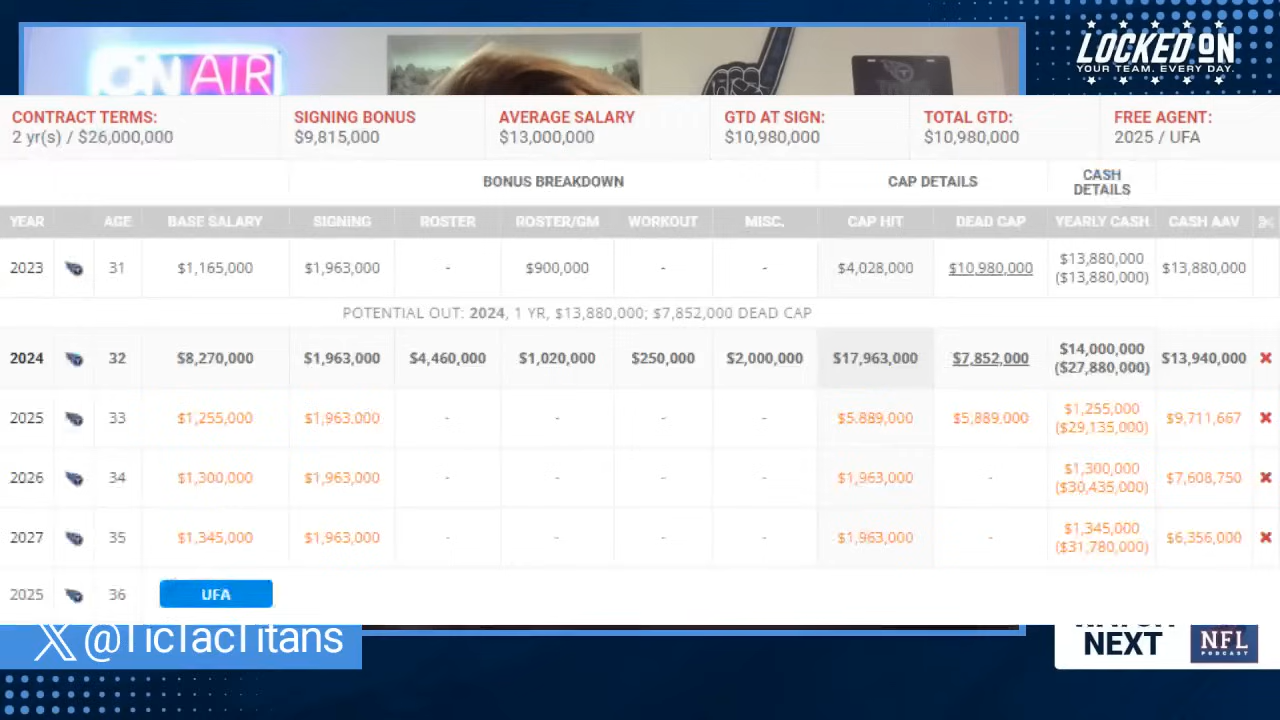 ON AIR
LOCKED ON
YOUR TEAM. EVERY DAY.
CONTRACT TERMS: SIGNING BONUS AVERAGE SALARY GTD AT SIGN: TOTAL GTD: FREE AGENT:
2 yr(s) / $26,000,000 $9,815,000 $13,000,000 $10,980,000 $10,980,000 2025 / UFA
BONUS BREAKDOWN CAP DETAILS CASH DETAILS
YEAR AGE BASE SALARY SIGNING ROSTER ROSTER/GM WORKOUT MISC. CAP HIT DEAD CAP YEARLY CASH CASH AAV
2023 31 $1,165,000 $1,963,000 - $900,000 - - $4,028,000 $10,980,000 $13,880,000 ($13,880,000) $13,880,000
POTENTIAL OUT: 2024, 1 YR, $13,880,000; $7,852,000 DEAD CAP
2024 32 $8,270,000 $1,963,000 $4,460,000 $1,020,000 $250,000 $2,000,000 $17,963,000 $7,852,000 $14,000,000 ($27,880,000) $13,940,000
2025 33 $1,255,000 $1,963,000 - - - - $5,889,000 $5,889,000 $1,255,000 ($29,135,000) $9,711,667
2026 34 $1,300,000 $1,963,000 - - - - $1,963,000 - $1,300,000 ($30,435,000) $7,608,750
2027 35 $1,345,000 $1,963,000 - - - - $1,963,000 - $1,345,000 ($31,780,000) $6,356,000
2025 36 UFA
X @TicTacTitans
NEXT
NFL
PODCAST